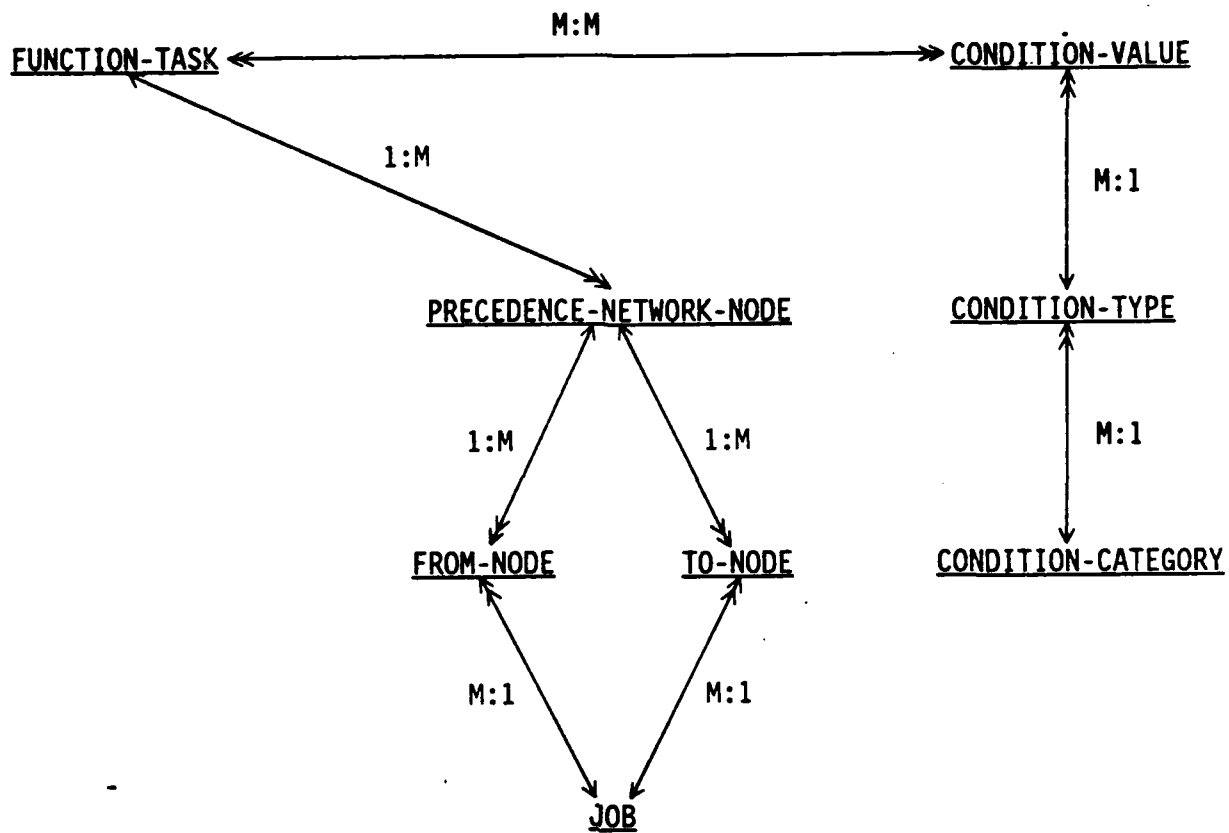 M:M
FUNCTION-TASK
CONDITION-VALUE
1:M
M:1
PRECEDENCE-NETWORK-NODE
CONDITION-TYPE
1:M
1:M
M:1
FROM-NODE
TO-NODE
CONDITION-CATEGORY
M:1
M:1
JOB